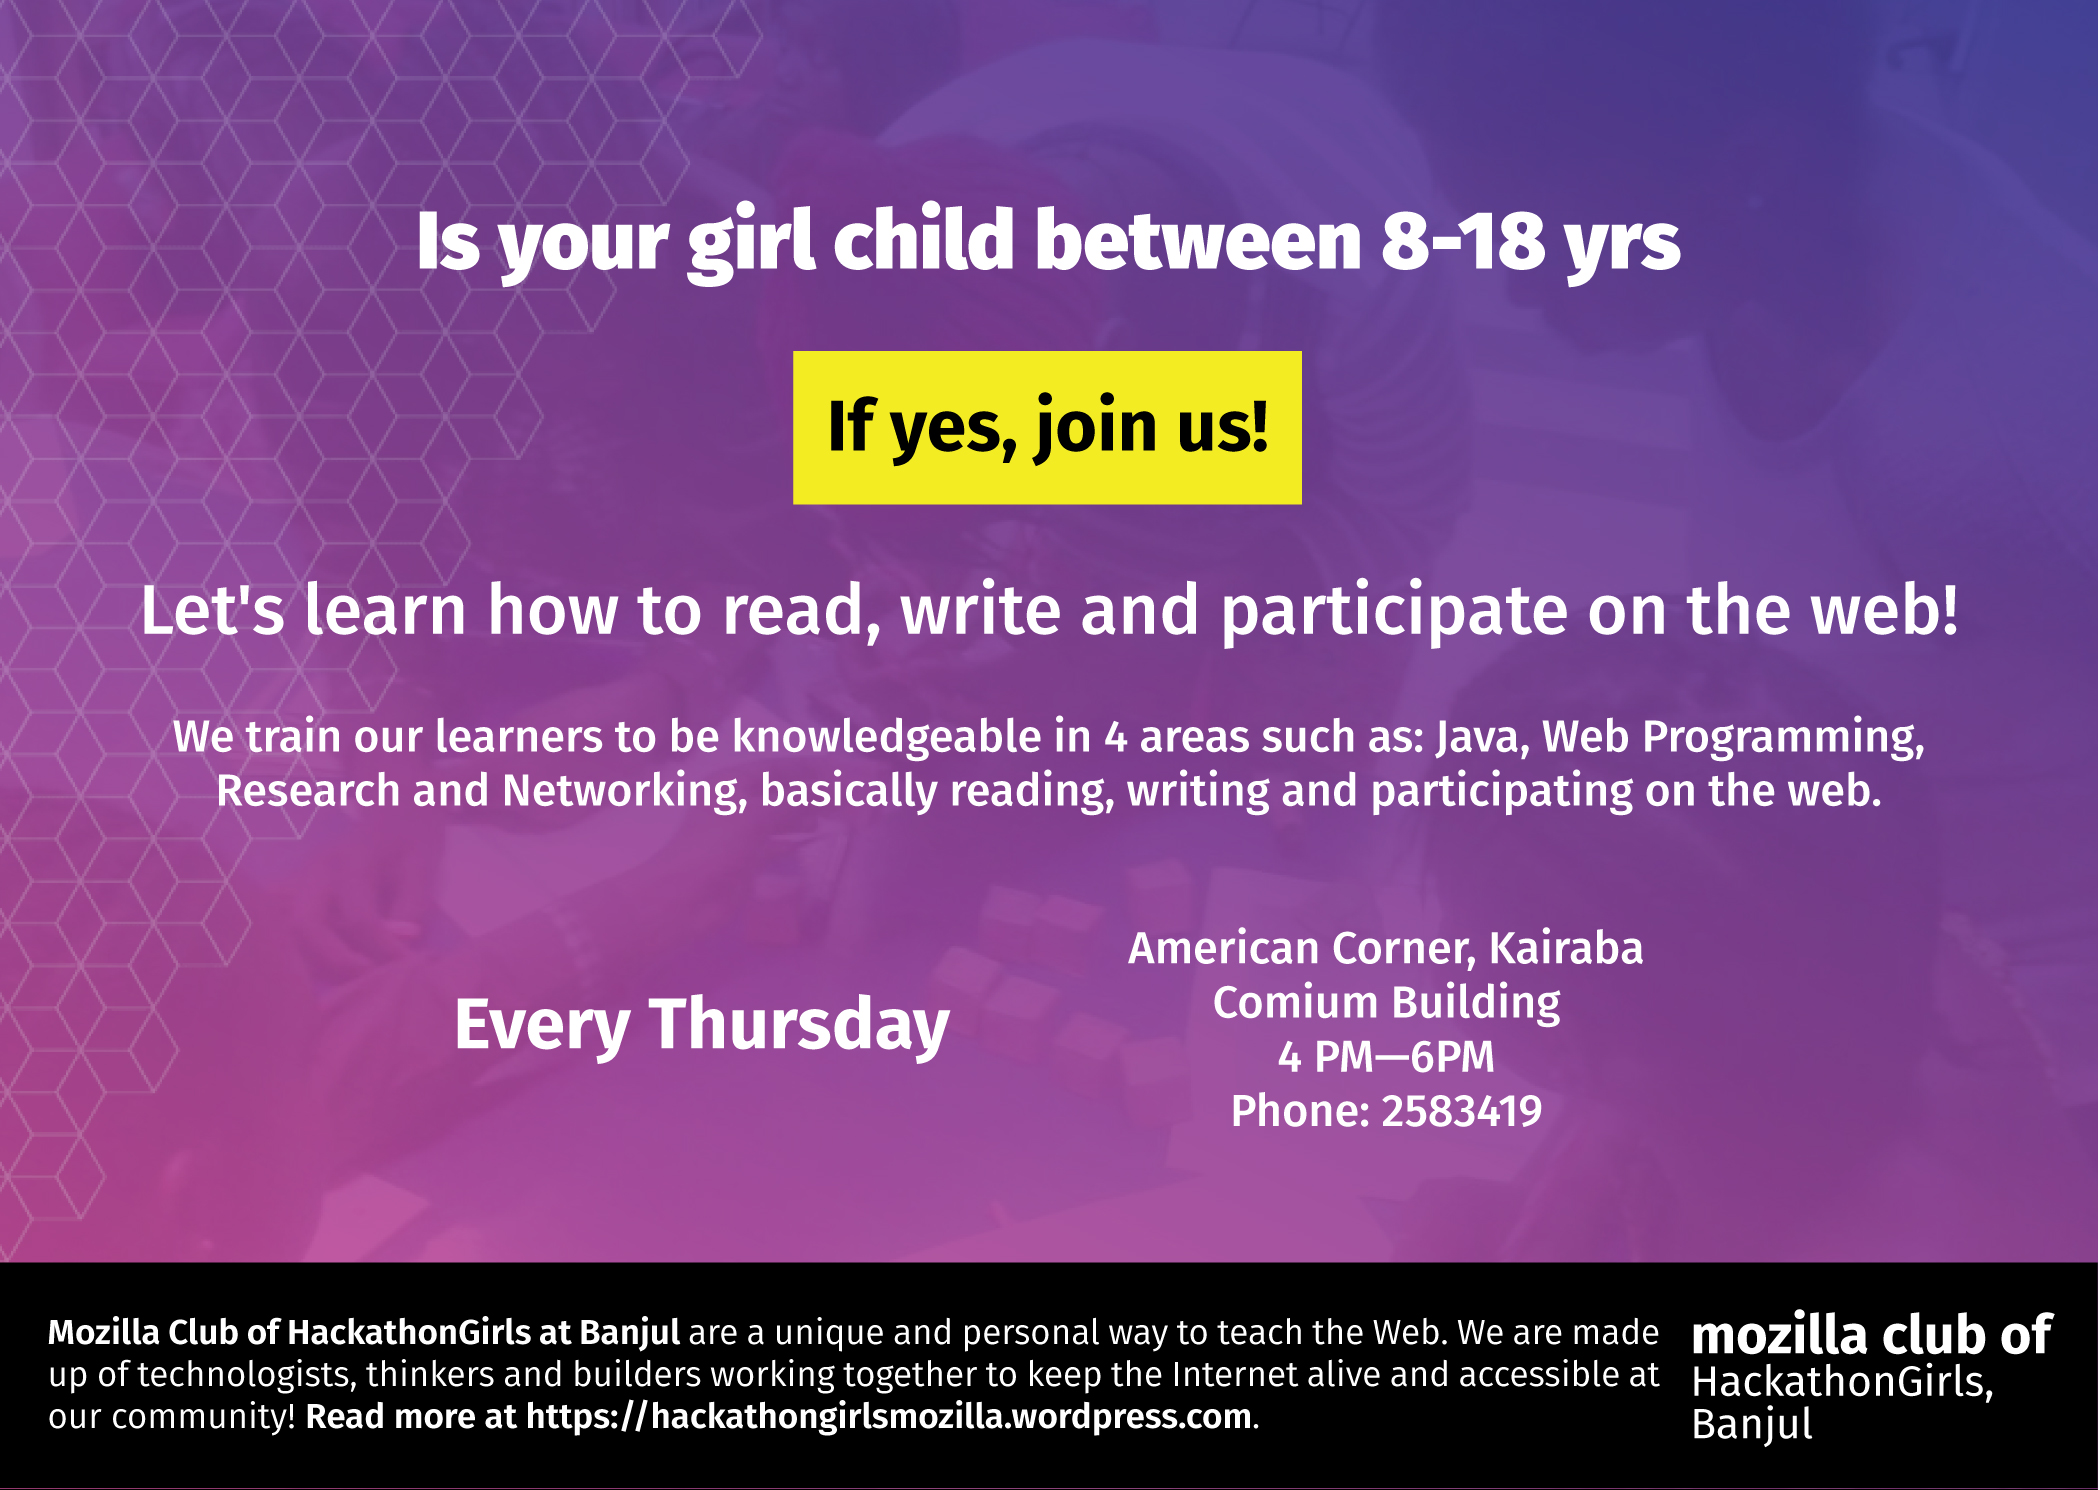 Is your girl child between 8-18 yrs
If yes, join us!
Let's learn how to read, write and participate on the web!
We train our learners to be knowledgeable in 4 areas such as: Java, Web Programming,
Research and Networking, basically reading, writing and participating on the web.
Every Thursday
American Corner, Kairaba
Comium Building
4 PM—6PM
Phone: 2583419
Mozilla Club of HackathonGirls at Banjul are a unique and personal way to teach the Web. We are made
up of technologists, thinkers and builders working together to keep the Internet alive and accessible at
our community! Read more at https://hackathongirlsmozilla.wordpress.com.
mozilla club of
HackathonGirls,
Banjul